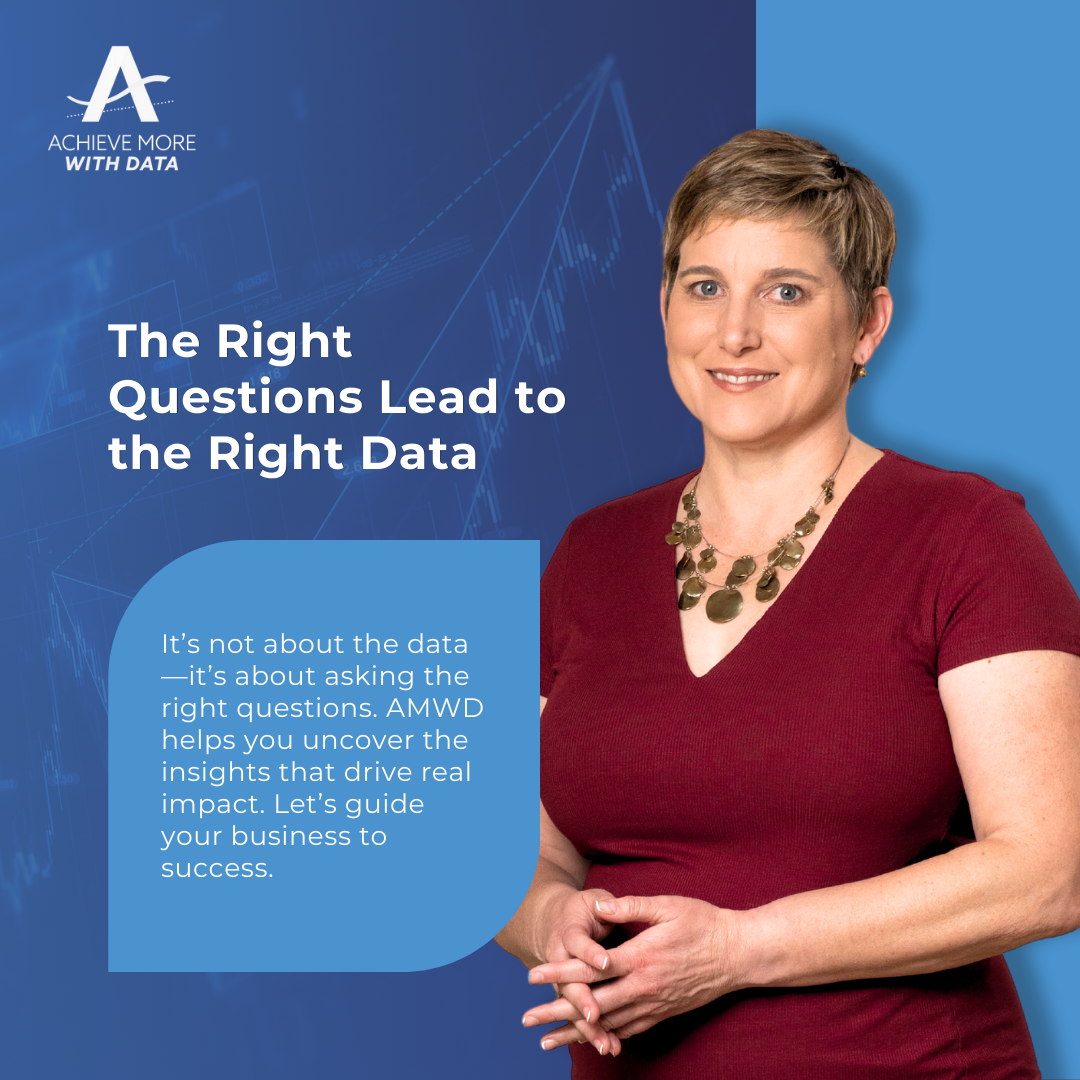 A
ACHIEVE MORE
WITH DATA
The Right
Questions Lead to
the Right Data
It’s not about the data
—it’s about asking the
right questions. AMWD
helps you uncover the
insights that drive real
impact. Let’s guide
your business to
success.